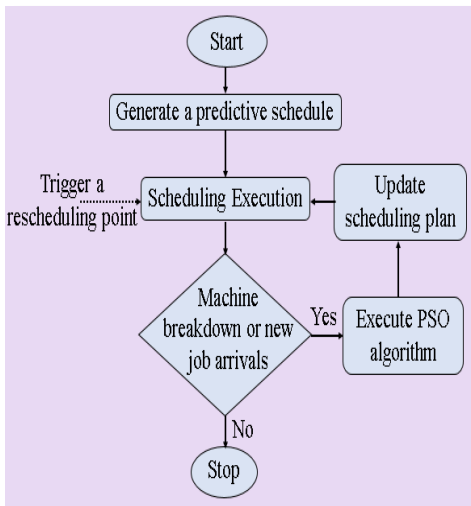 Start
Generate a predictive schedule
Trigger a
rescheduling point
Scheduling Execution
Update
scheduling plan
Machine
breakdown or new
job arrivals
Yes
Execute PSO
algorithm
No
Stop